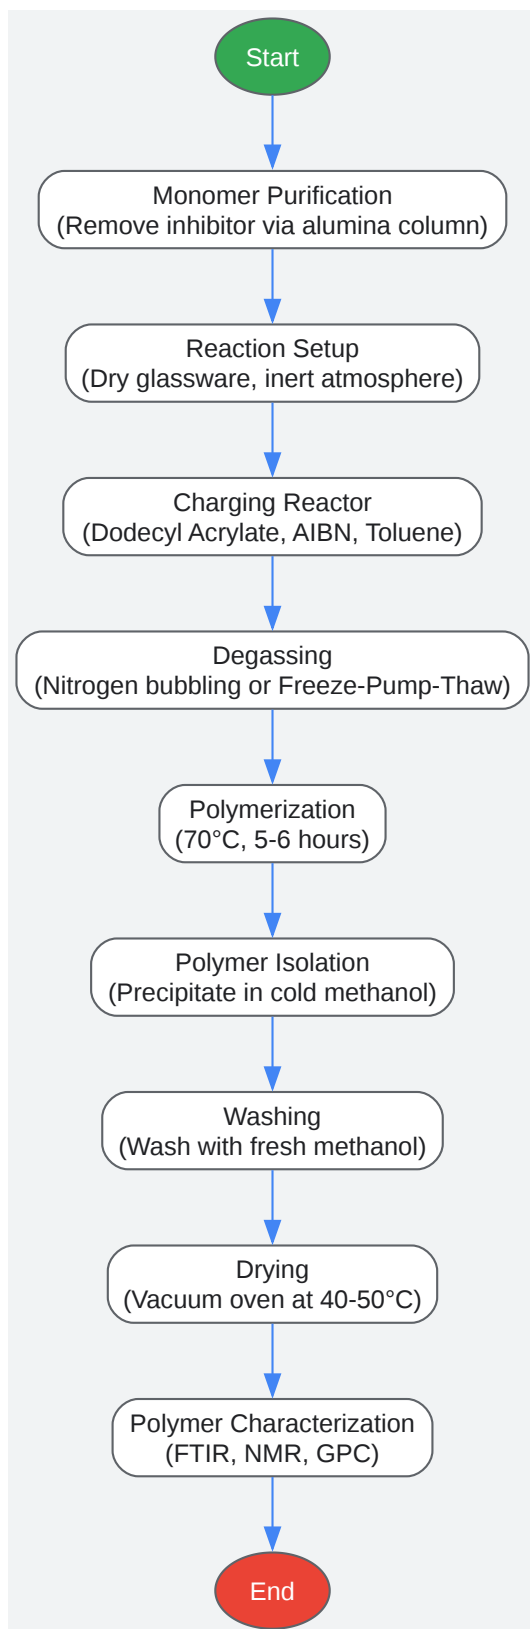 Start
Monomer Purification
(Remove inhibitor via alumina column)
Reaction Setup
(Dry glassware, inert atmosphere)
Charging Reactor
(Dodecyl Acrylate, AIBN, Toluene)
Degassing
(Nitrogen bubbling or Freeze-Pump-Thaw)
Polymerization
(70°C, 5-6 hours)
Polymer Isolation
(Precipitate in cold methanol)
Washing
(Wash with fresh methanol)
Drying
(Vacuum oven at 40-50°C)
Polymer Characterization
(FTIR, NMR, GPC)
End